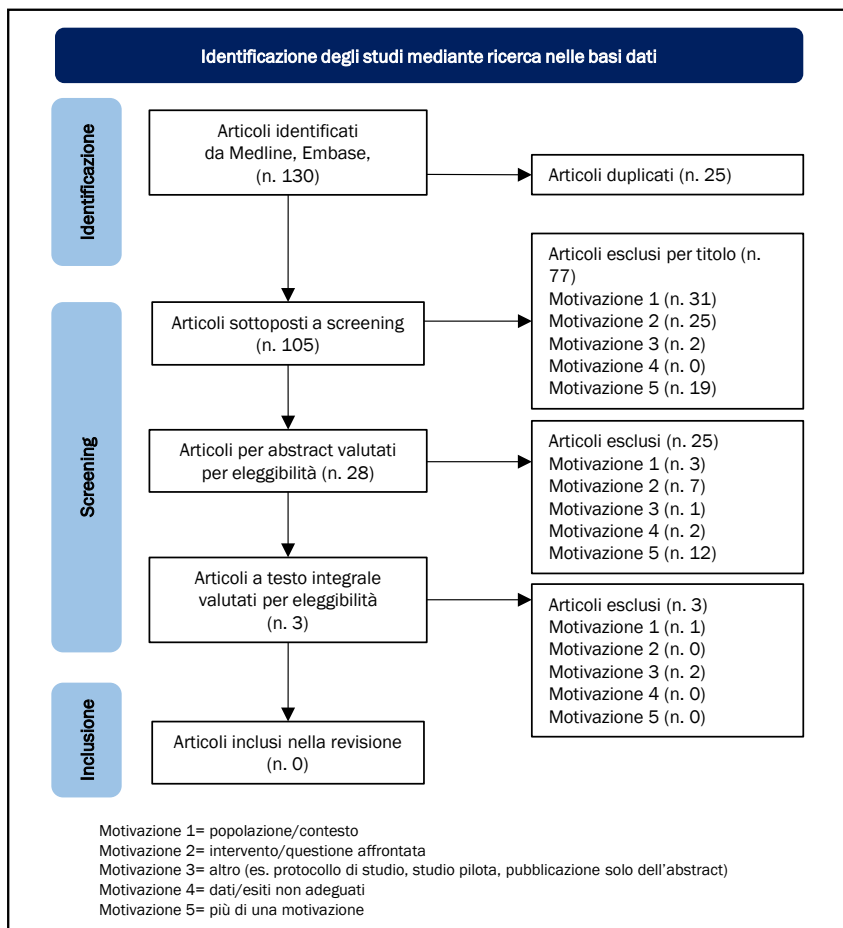 Identificazione degli studi mediante ricerca nelle basi dati
Identificazione
Articoli identificati
da Medline, Embase,
(n. 130)
Articoli duplicati (n. 25)
Screening
Articoli sottoposti a screening
(n. 105)
Articoli esclusi per titolo (n.
77)
Motivazione 1 (n. 31)
Motivazione 2 (n. 25)
Motivazione 3 (n. 2)
Motivazione 4 (n. 0)
Motivazione 5 (n. 19)
Articoli per abstract valutati
per eleggibilità (n. 28)
Articoli esclusi (n. 25)
Motivazione 1 (n. 3)
Motivazione 2 (n. 7)
Motivazione 3 (n. 1)
Motivazione 4 (n. 2)
Motivazione 5 (n. 12)
Articoli a testo integrale
valutati per eleggibilità
(n. 3)
Articoli esclusi (n. 3)
Motivazione 1 (n. 1)
Motivazione 2 (n. 0)
Motivazione 3 (n. 2)
Motivazione 4 (n. 0)
Motivazione 5 (n. 0)
Inclusione
Articoli inclusi nella revisione
(n. 0)
Motivazione 1= popolazione/contesto
Motivazione 2= intervento/questione affrontata
Motivazione 3= altro (es. protocollo di studio, studio pilota, pubblicazione solo dell'abstract)
Motivazione 4= dati/esiti non adeguati
Motivazione 5= più di una motivazione